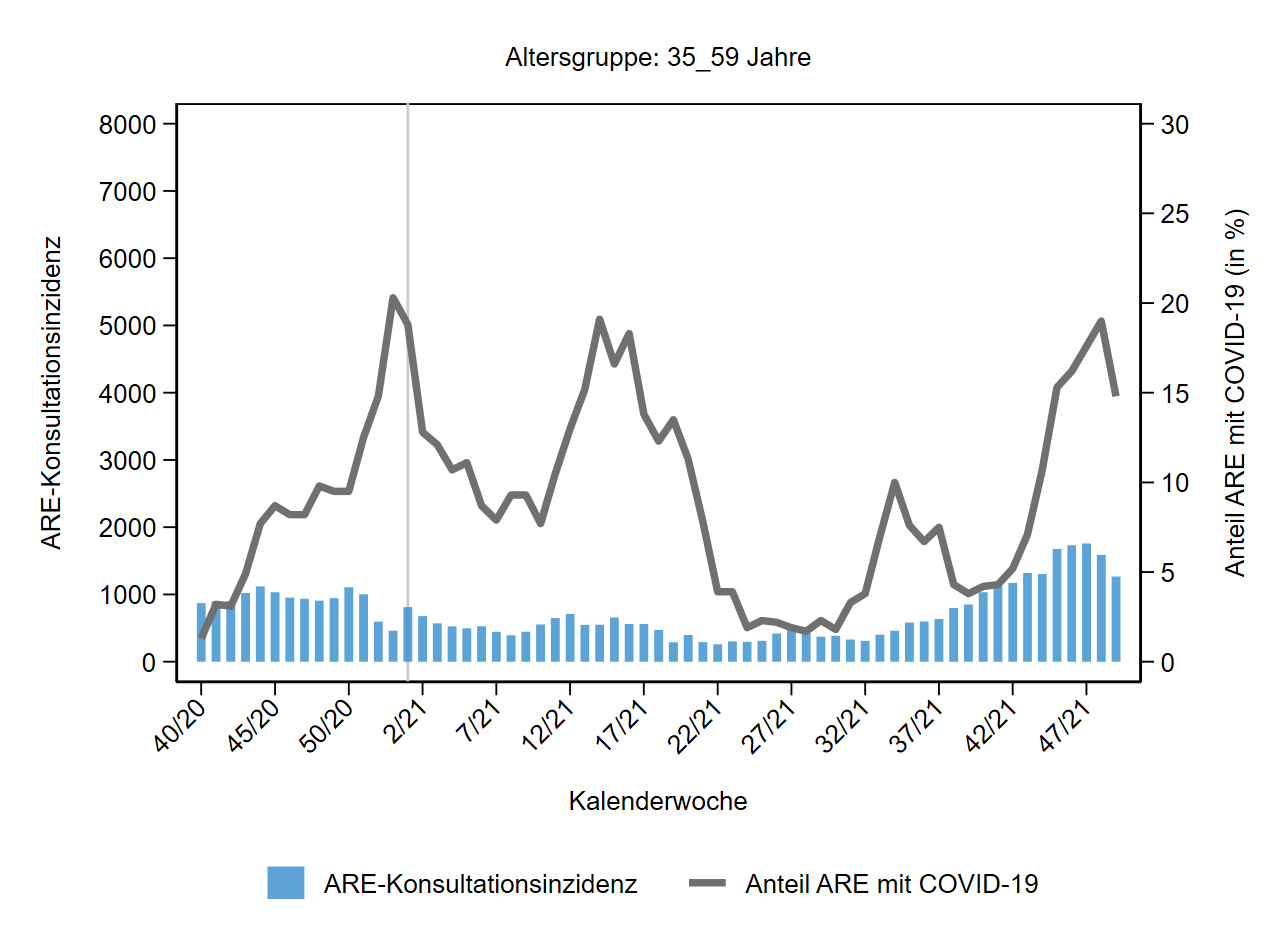 Altersgruppe: 35_59 Jahre
ARE-Konsultationsinzidenz
8000
7000
6000
5000
4000
3000
2000
1000
0
30
25
20
15
10
5
0
Anteil ARE mit COVID-19 (in %)
40/20 45/20 50/20 2/21 7/21 12/21 17/21 22/21 27/21 32/21 37/21 42/21 47/21
Kalenderwoche
ARE-Konsultationsinzidenz Anteil ARE mit COVID-19